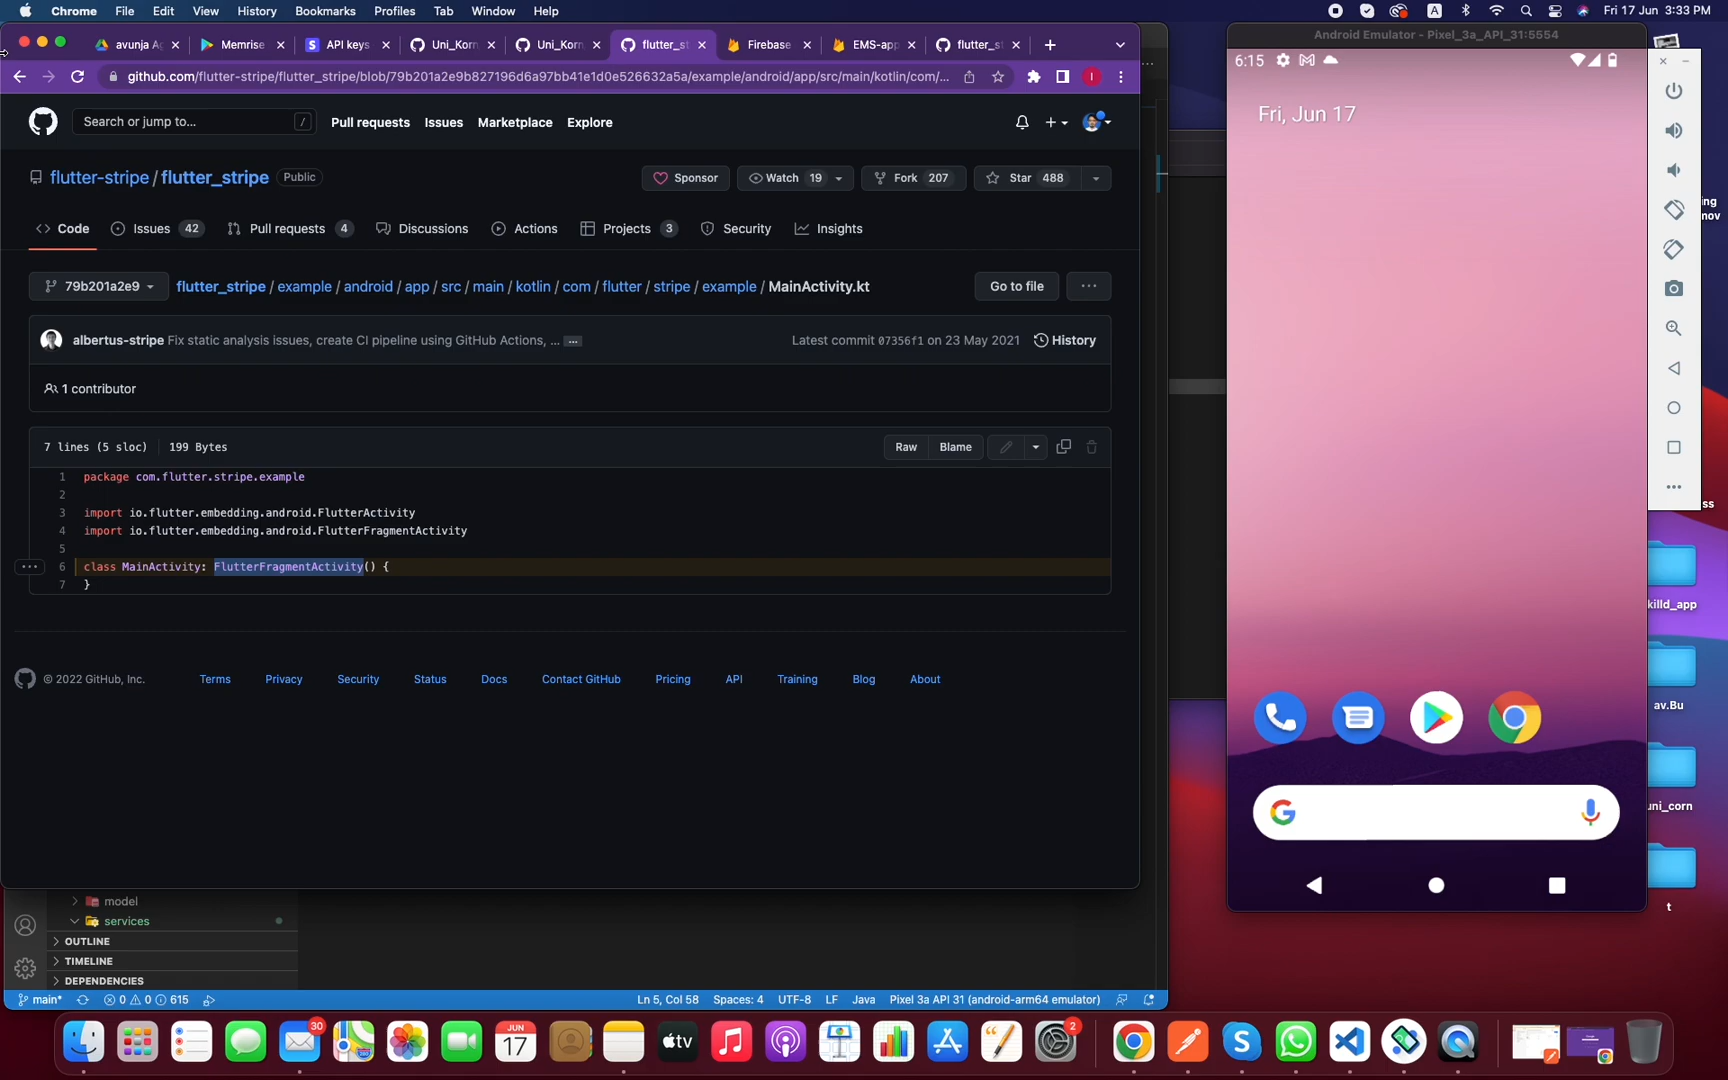 Chrome File Edit View History Bookmarks Profiles Tab Window Help
A Fri 17 Jun 3:33 PM
avunja Memrise API keys Uni_Korn Uni_Korn flutter_st Firebase EMS-app flutter_st
github.com/flutter-stripe/flutter_stripe/blob/79b201a2e9b827196d6a97bb41e1d0e526632a5a/example/android/app/src/main/kotlin/com/...
I
Search or jump to... /
Pull requests Issues Marketplace Explore
flutter-stripe / flutter_stripe Public
Sponsor Watch 19 Fork 207 Star 488
Code Issues 42 Pull requests 4 Discussions Actions Projects 3 Security Insights
79b201a2e9 flutter_stripe / example / android / app / src / main / kotlin / com / flutter / stripe / example / MainActivity.kt
Go to file ...
albertus-stripe Fix static analysis issues, create CI pipeline using GitHub Actions, ... ...
Latest commit 07356f1 on 23 May 2021 History
1 contributor
7 lines (5 sloc) 199 Bytes
Raw Blame
1 package com.flutter.stripe.example
2
3 import io.flutter.embedding.android.FlutterActivity
4 import io.flutter.embedding.android.FlutterFragmentActivity
5
6 class MainActivity: FlutterFragmentActivity() {
7 }
© 2022 GitHub, Inc. Terms Privacy Security Status Docs Contact GitHub Pricing API Training Blog About
model
services
OUTLINE
TIMELINE
DEPENDENCIES
main* 0 0 615
Ln 5, Col 58 Spaces: 4 UTF-8 LF Java Pixel 3a API 31 (android-arm64 emulator)
Android Emulator - Pixel_3a_API_31:5554
6:15
Fri, Jun 17
G
ng
mov
ss
killd_app
av.Bu
uni_corn
t
30
JUN
17
tv
2